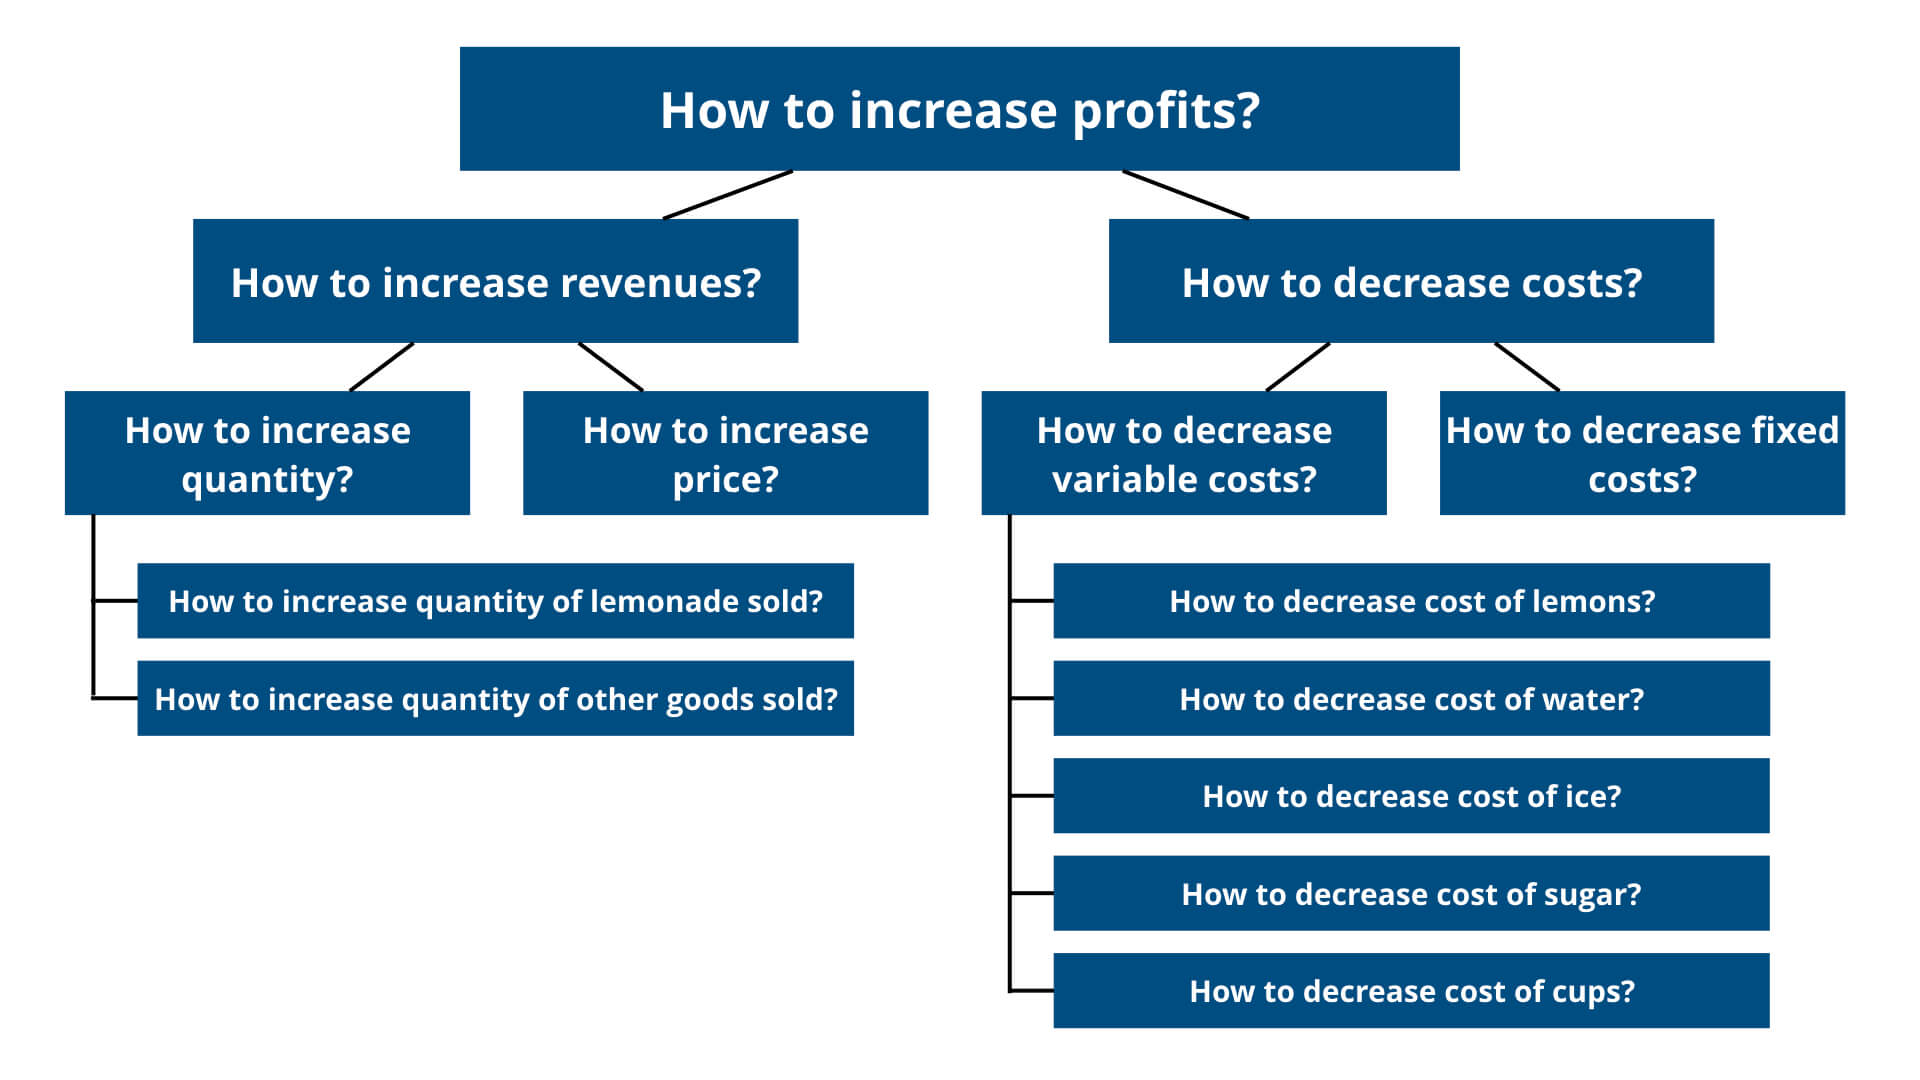 How to increase profits?
How to increase revenues?
How to decrease costs?
How to increase
quantity?
How to increase
price?
How to decrease
variable costs?
How to decrease fixed
costs?
How to increase quantity of lemonade sold?
How to increase quantity of other goods sold?
How to decrease cost of lemons?
How to decrease cost of water?
How to decrease cost of ice?
How to decrease cost of sugar?
How to decrease cost of cups?